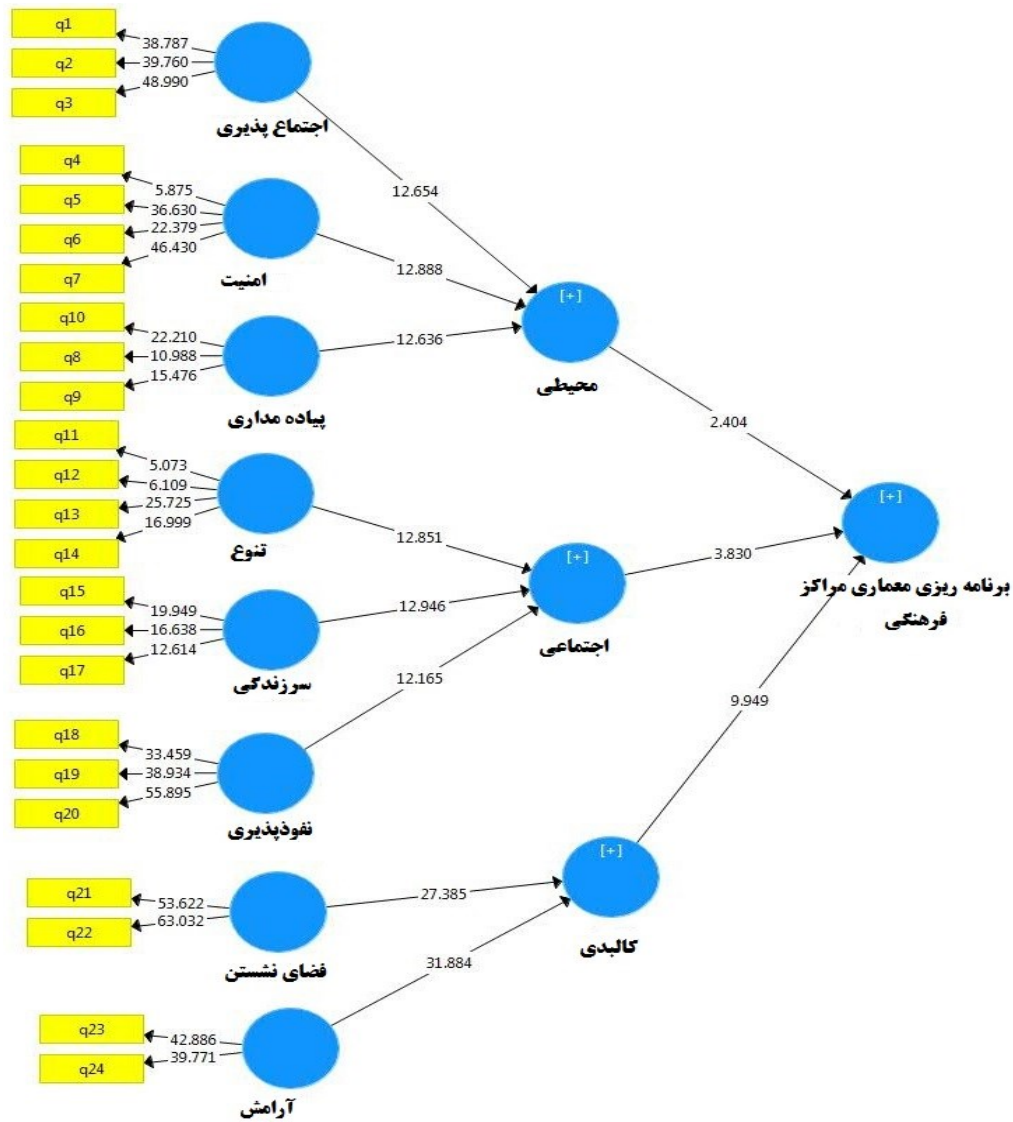 q1
q2
q3
38.787
39.760
48.990
اجتماع پذیری
q4
q5
q6
q7
5.875
36.630
22.379
46.430
امنیت
q10
q8
q9
22.210
10.988
15.476
پیاده مداری
12.654
12.888
12.636
[+]
محیطی
2.404
q11
q12
q13
q14
5.073
6.109
25.725
16.999
تنوع
q15
q16
q17
19.949
16.638
12.614
سرزندگی
q18
q19
q20
33.459
38.934
55.895
نفوذپذیری
12.851
12.946
12.165
[+]
اجتماعی
3.830
[+]
برنامه ریزی معماری مراکز
فرهنگی
q21
q22
53.622
63.032
فضای نشستن
q23
q24
42.886
39.771
آرامش
27.385
31.884
[+]
کالبدی
9.949